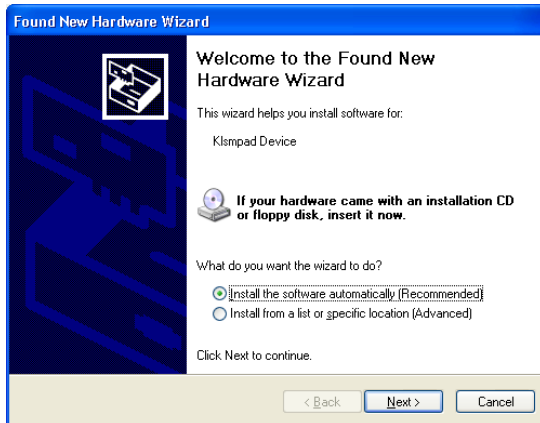 Found New Hardware Wizard
Welcome to the Found New
Hardware Wizard
This wizard helps you install software for:
Klsmpad Device
If your hardware came with an installation CD
or floppy disk, insert it now.
What do you want the wizard to do?
Install the software automatically (Recommended)
Install from a list or specific location (Advanced)
Click Next to continue.
< Back Next > Cancel